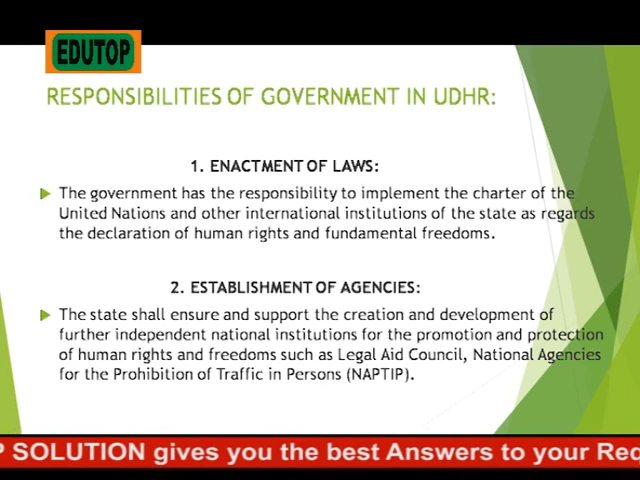 EDUTOP
RESPONSIBILITIES OF GOVERNMENT IN UDHR:
1. ENACTMENT OF LAWS:
The government has the responsibility to implement the charter of the
United Nations and other international institutions of the state as regards
the declaration of human rights and fundamental freedoms.
2. ESTABLISHMENT OF AGENCIES:
The state shall ensure and support the creation and development of
further independent national institutions for the promotion and protection
of human rights and freedoms such as Legal Aid Council, National Agencies
for the Prohibition of Traffic in Persons (NAPTIP).
P SOLUTION gives you the best Answers to your Req